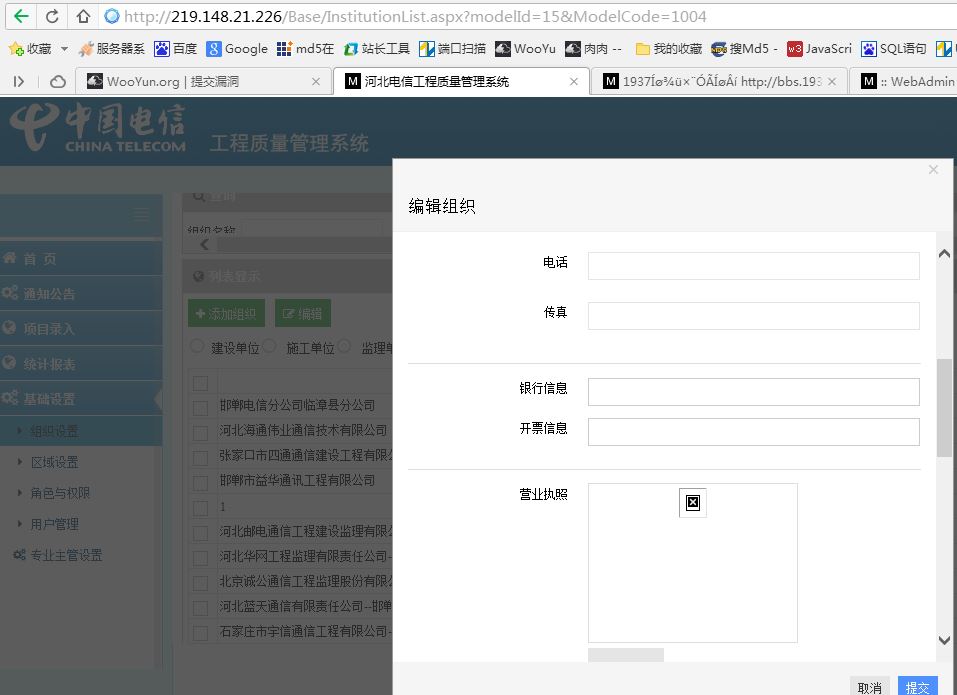 http://219.148.21.226/Base/InstitutionList.aspx?modelId=15&ModelCode=1004
收藏 服务器系 百度 Google md5在 站长工具 端口扫描 WooYu 肉肉 -- 我的收藏 搜Md5 - JavaScri SQL语句
WooYun.org | 提交漏洞 河北电信工程质量管理系统 1937Íø¾ü×¨ÓÃÍøÂí http://bbs.193 :: WebAdmin
中国电信
CHINA TELECOM
工程质量管理系统
首 页
通知公告
项目录入
统计报表
基础设置
组织设置
区域设置
角色与权限
用户管理
专业主管设置
查询
组织名称
列表显示
添加组织 编辑
建设单位 施工单位 监理单
邯郸电信分公司临漳县分公司
河北海通伟业通信技术有限公司
张家口市四通通信建设工程有限公
邯郸市益华通讯工程有限公司
1
河北邮电通信工程建设监理有限公
河北华网工程监理有限责任公司-
北京诚公通信工程监理股份有限公
河北蓝天通信有限责任公司--邯郸
石家庄市宇信通信工程有限公司-
编辑组织
电话
传真
银行信息
开票信息
营业执照
取消 提交